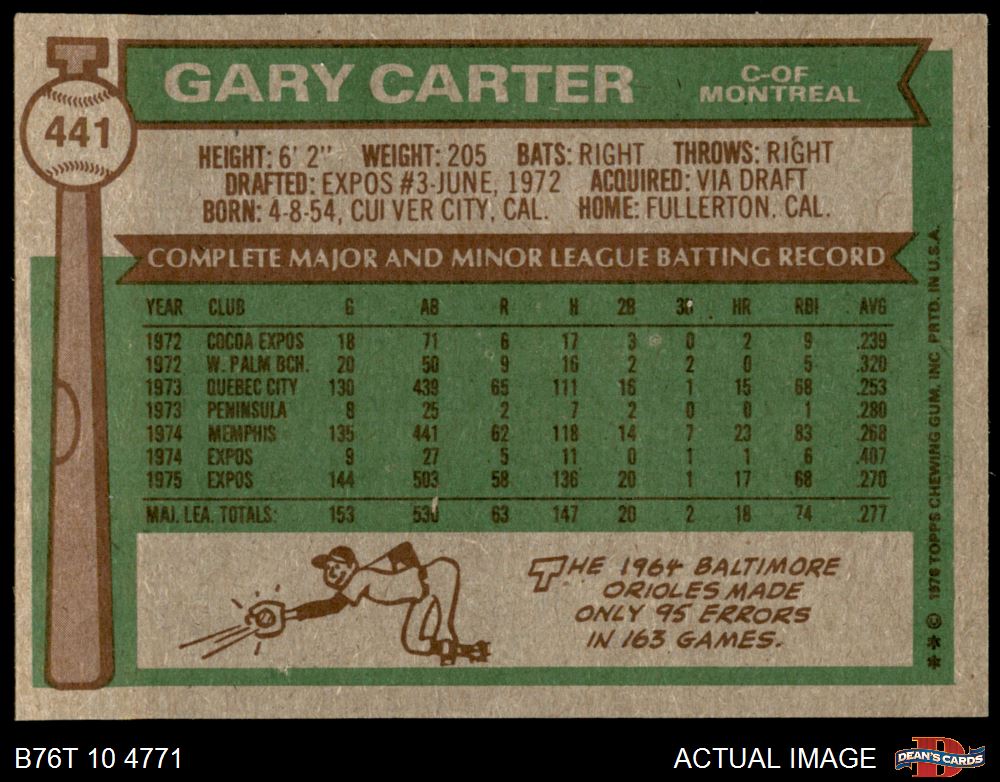 441
GARY CARTER
C-OF
MONTREAL
HEIGHT: 6' 2" WEIGHT: 205 BATS: RIGHT THROWS: RIGHT
DRAFTED: EXPOS #3-JUNE, 1972 ACQUIRED: VIA DRAFT
BORN: 4-8-54, CULVER CITY, CAL. HOME: FULLERTON, CAL.
COMPLETE MAJOR AND MINOR LEAGUE BATTING RECORD
YEAR CLUB G AB R H 2B 3B HR RBI AVG
1972 COCOA EXPOS 18 71 6 17 3 0 2 9 .239
1972 W. PALM BCH. 20 50 9 16 2 2 0 5 .320
1973 QUEBEC CITY 130 439 65 111 16 1 15 68 .253
1973 PENINSULA 8 25 2 7 2 0 0 1 .280
1974 MEMPHIS 135 441 62 118 14 7 23 83 .268
1974 EXPOS 9 27 5 11 0 1 1 6 .407
1975 EXPOS 144 503 58 136 20 1 17 68 .270
MAJ. LEA. TOTALS: 153 530 63 147 20 2 18 74 .277
THE 1964 BALTIMORE
ORIOLES MADE
ONLY 95 ERRORS
IN 163 GAMES.
** © 1976 TOPPS CHEWING GUM, INC. PRTD. IN U.S.A.
B76T 10 4771
ACTUAL IMAGE
D
DEAN'S CARDS